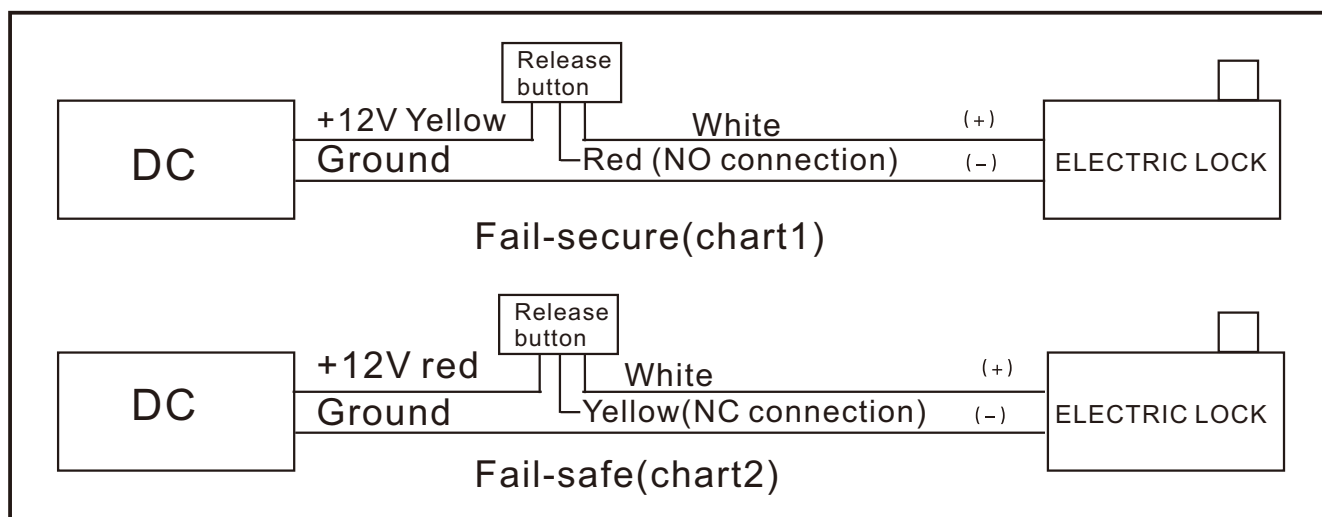 Release
button
+12V Yellow
White
(+)
DC
Ground
Red (NO connection)
(-)
ELECTRIC LOCK
Fail-secure(chart1)
Release
button
+12V red
White
(+)
DC
Ground
Yellow(NC connection)
(-)
ELECTRIC LOCK
Fail-safe(chart2)